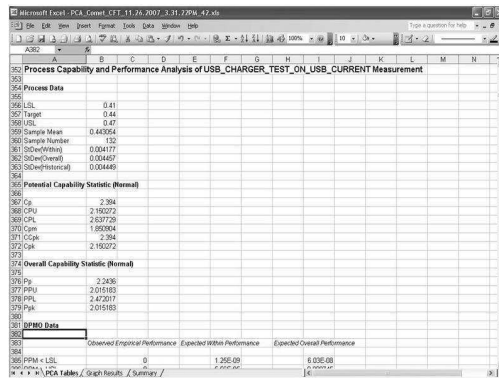 Microsoft Excel - PCA_Comet_CFT_11.26.2007_3.31.22PM_42.xls
File Edit View Insert Format Tools Data Window Help Type a question for help
100% 10
A382 fx
A B C D E F G H I J K L M N
352 Process Capability and Performance Analysis of USB_CHARGER_TEST_ON_USB_CURRENT Measurement
353
354 Process Data
355
356 LSL 0.41
357 Target 0.44
358 USL 0.47
359 Sample Mean 0.443054
360 Sample Number 132
361 StDev(Within) 0.004177
362 StDev(Overall) 0.004457
363 StDev(Historical) 0.004449
364
365 Potential Capability Statistic (Normal)
366
367 Cp 2.394
368 CPU 2.150272
369 CPL 2.637729
370 Cpm 1.850904
371 CCpk 2.394
372 Cpk 2.150272
373
374 Overall Capability Statistic (Normal)
375
376 Pp 2.2436
377 PPU 2.015183
378 PPL 2.472017
379 Ppk 2.015183
380
381 DPMO Data
382
383 Observed Empirical Performance Expected Within Performance Expected Overall Performance
384
385 PPM < LSL 0 1.25E-09 6.03E-08
PCA Tables / Graph Results / Summary /